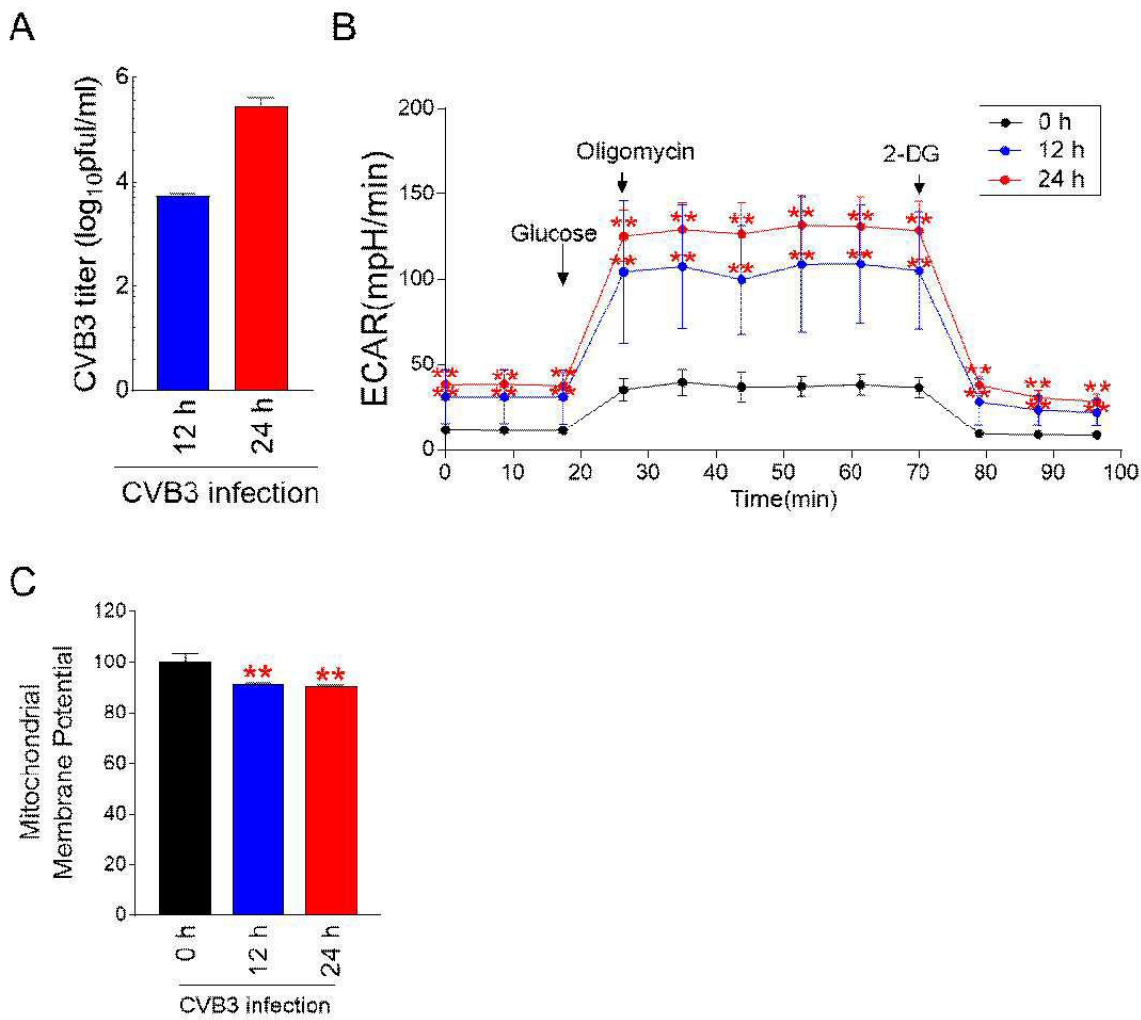 A
CVB3 titer (log10pful/ml)
6
4
2
0
12 h
24 h
CVB3 infection
B
ECAR(mpH/min)
200
150
100
50
0
Oligomycin
Glucose
2-DG
0 h
12 h
24 h
** ** ** ** ** **
** ** ** ** ** **
** ** ** ** ** **
** ** ** ** ** **
0 10 20 30 40 50 60 70 80 90 100
Time(min)
C
Mitochondrial
Membrane Potential
120
100
80
60
40
20
0
** **
0 h
12 h
24 h
CVB3 infection